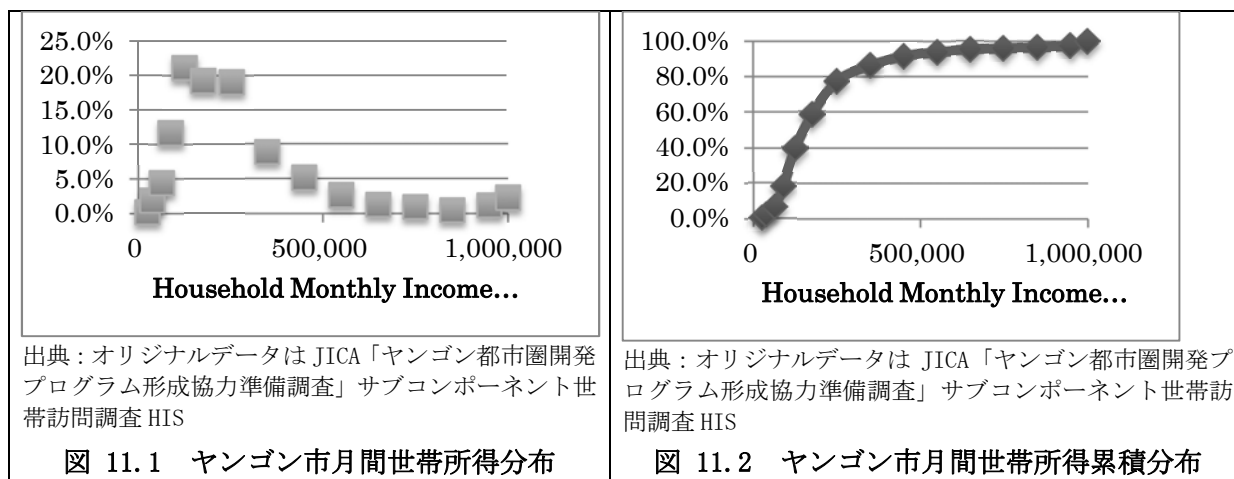 25.0%
20.0%
15.0%
10.0%
5.0%
0.0%
0
500,000
1,000,000
Household Monthly Income...
出典：オリジナルデータは JICA「ヤンゴン都市圏開発
プログラム形成協力準備調査」サブコンポーネント世
帯訪問調査 HIS
図 11.1 ヤンゴン市月間世帯所得分布
100.0%
80.0%
60.0%
40.0%
20.0%
0.0%
0
500,000
1,000,000
Household Monthly Income...
出典：オリジナルデータは JICA「ヤンゴン都市圏開発プ
ログラム形成協力準備調査」サブコンポーネント世帯訪
問調査 HIS
図 11.2 ヤンゴン市月間世帯所得累積分布